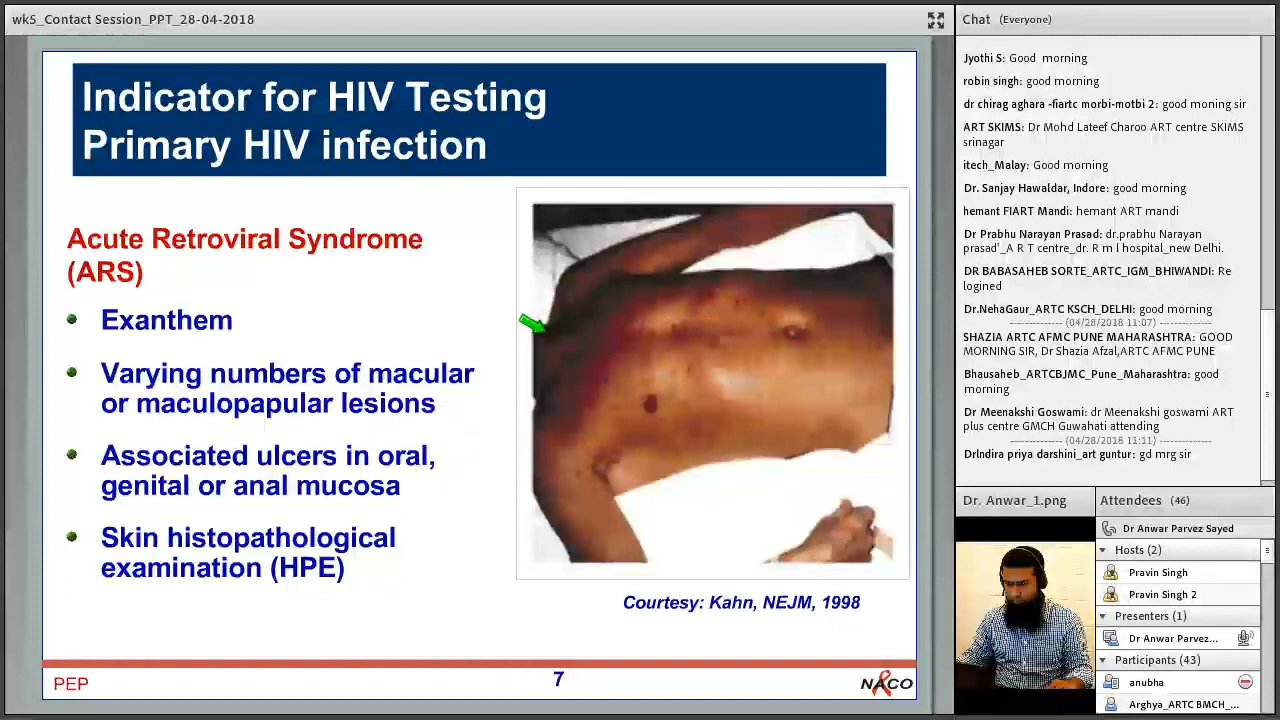 wk5_Contact Session_PPT_28-04-2018
Indicator for HIV Testing
Primary HIV infection
Acute Retroviral Syndrome
(ARS)
Exanthem
Varying numbers of macular
or maculopapular lesions
Associated ulcers in oral,
genital or anal mucosa
Skin histopathological
examination (HPE)
Courtesy: Kahn, NEJM, 1998
PEP
7
NACO
Chat (Everyone)
Jyothi S: Good morning
robin singh: good morning
dr chirag aghara -fiartc morbi-motbi 2: good moning sir
ART SKIMS: Dr Mohd Lateef Charoo ART centre SKIMS
srinagar
itech_Malay: Good morning
Dr. Sanjay Hawaldar, Indore: good morning
hemant FIART Mandi: hemant ART mandi
Dr Prabhu Narayan Prasad: dr.prabhu Narayan
prasad'_A R T centre_dr. R m l hospital_new Delhi.
DR BABASAHEB SORTE_ARTC_IGM_BHIWANDI: Re
logined
Dr.NehaGaur_ARTC KSCH_DELHI: good morning
--------------- (04/28/2018 11:07) ---------------
SHAZIA ARTC AFMC PUNE MAHARASHTRA: GOOD
MORNING SIR, Dr Shazia Afzal,ARTC AFMC PUNE
Bhausaheb_ARTCBJMC_Pune_Maharashtra: good
morning
Dr Meenakshi Goswami: dr Meenakshi goswami ART
plus centre GMCH Guwahati attending
--------------- (04/28/2018 11:11) ---------------
DrIndira priya darshini_art guntur: gd mrg sir
Dr. Anwar_1.png
Attendees (46)
Dr Anwar Parvez Sayed
Hosts (2)
Pravin Singh
Pravin Singh 2
Presenters (1)
Dr Anwar Parvez...
Participants (43)
anubha
Arghya_ARTC BMCH_...